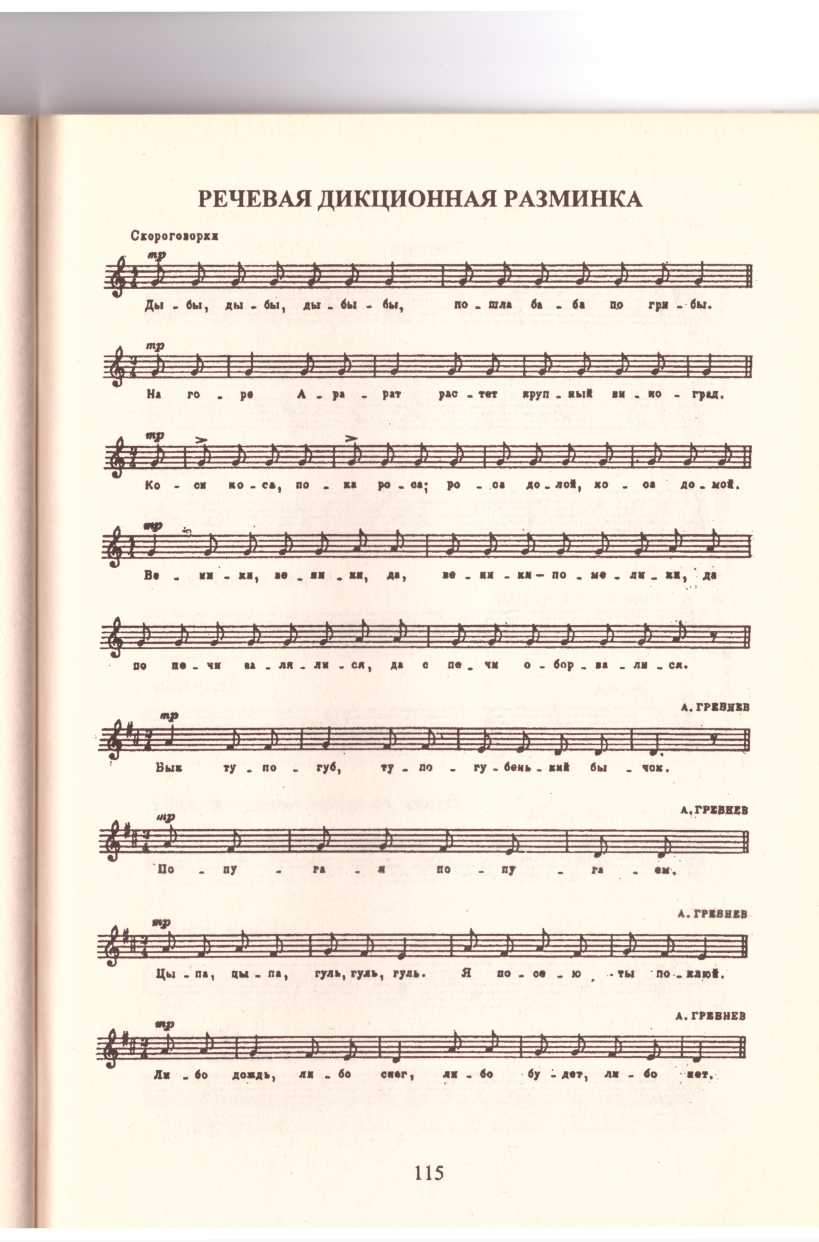 РЕЧЕВАЯ ДИКЦИОННАЯ РАЗМИНКА
Скороговорки
mp
Ды - бы, ды - бы, ды - бы - бы, по - шла ба - ба по гри - бы.
mp
На го - ре А - ра - рат рас - тет круп - ный ви - но - град.
mp
Ко - си ко - са, по - ка ро - са; ро - са до - лой, ко - са до - мой.
mp
Ве - ни - ки, ве - ни - ки, да, ве - ни - ки — по - ме - ли - ки, да
по пе - чи ва - ля - ли - ся, да с пе - чи о - бор - ва - ли - ся.
А. ГРЕБНЕВ
mp
Бык ту - по - губ, ту - по - гу - бень - кий бы - чок.
А. ГРЕБНЕВ
mp
По - пу - га - я по - пу - га - ем.
А. ГРЕБНЕВ
mp
Цы - па, цы - па, гуль, гуль, гуль. Я по - се - ю, ты по - клюй.
А. ГРЕБНЕВ
mp
Ли - бо дождь, ли - бо снег, ли - бо бу - дет, ли - бо нет.
115